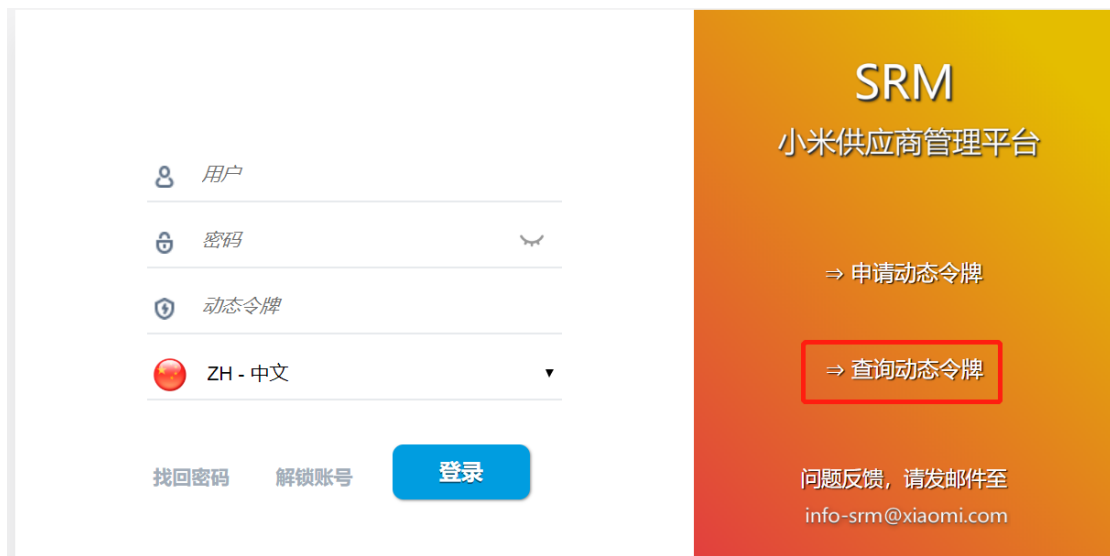 用户
密码
动态令牌
ZH - 中文
找回密码
解锁账号
登录
SRM
小米供应商管理平台
⇒ 申请动态令牌
⇒ 查询动态令牌
问题反馈，请发邮件至
info-srm@xiaomi.com